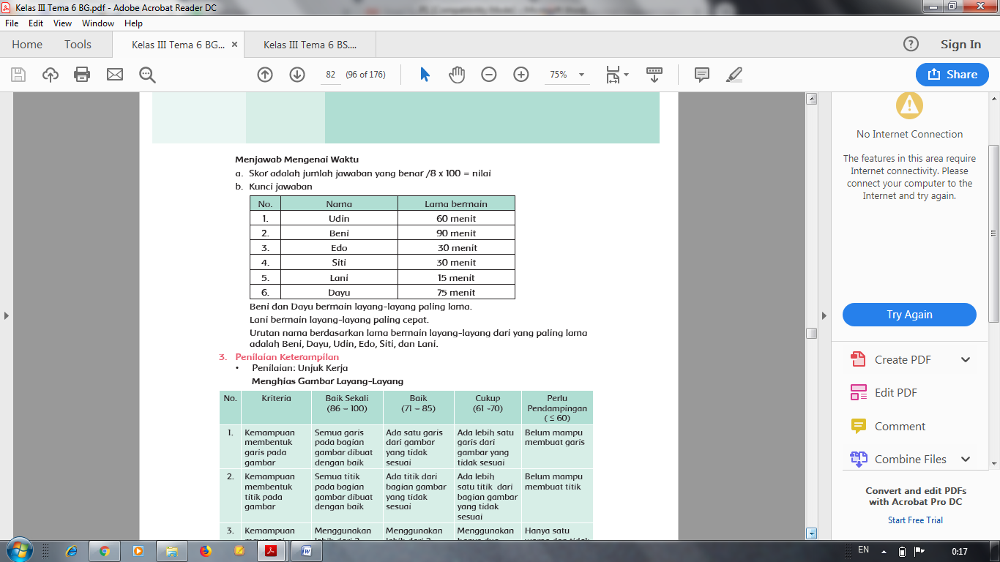 Kelas III Tema 6 BG.pdf - Adobe Acrobat Reader DC
File Edit View Window Help
Home Tools Kelas III Tema 6 BG... × Kelas III Tema 6 BS.... Sign In
82 (96 of 176) 75% Share
Menjawab Mengenai Waktu
a. Skor adalah jumlah jawaban yang benar /8 x 100 = nilai
b. Kunci jawaban
No. Nama Lama bermain
1. Udin 60 menit
2. Beni 90 menit
3. Edo 30 menit
4. Siti 30 menit
5. Lani 15 menit
6. Dayu 75 menit
Beni dan Dayu bermain layang-layang paling lama.
Lani bermain layang-layang paling cepat.
Urutan nama berdasarkan lama bermain layang-layang dari yang paling lama
adalah Beni, Dayu, Udin, Edo, Siti, dan Lani.
3. Penilaian Keterampilan
• Penilaian: Unjuk Kerja
Menghias Gambar Layang-Layang
No. Kriteria Baik Sekali Baik Cukup Perlu
(86 – 100) (71 – 85) (61 -70) Pendampingan
( ≤ 60)
1. Kemampuan Semua garis Ada satu garis Ada lebih satu Belum mampu
membentuk pada bagian dari gambar garis dari membuat garis
garis pada gambar dibuat yang tidak gambar yang
gambar dengan baik sesuai tidak sesuai
2. Kemampuan Semua titik Ada titik dari Ada lebih Belum mampu
membentuk pada bagian bagian gambar satu titik dari membuat titik
titik pada gambar dibuat yang tidak bagian gambar
gambar dengan baik sesuai yang tidak
sesuai
3. Kemampuan Menggunakan Menggunakan Menggunakan Hanya satu
No Internet Connection
The features in this area require
Internet connectivity. Please
connect your computer to the
Internet and try again.
Try Again
Create PDF
Edit PDF
Comment
Combine Files
Convert and edit PDFs
with Acrobat Pro DC
Start Free Trial
EN 0:17